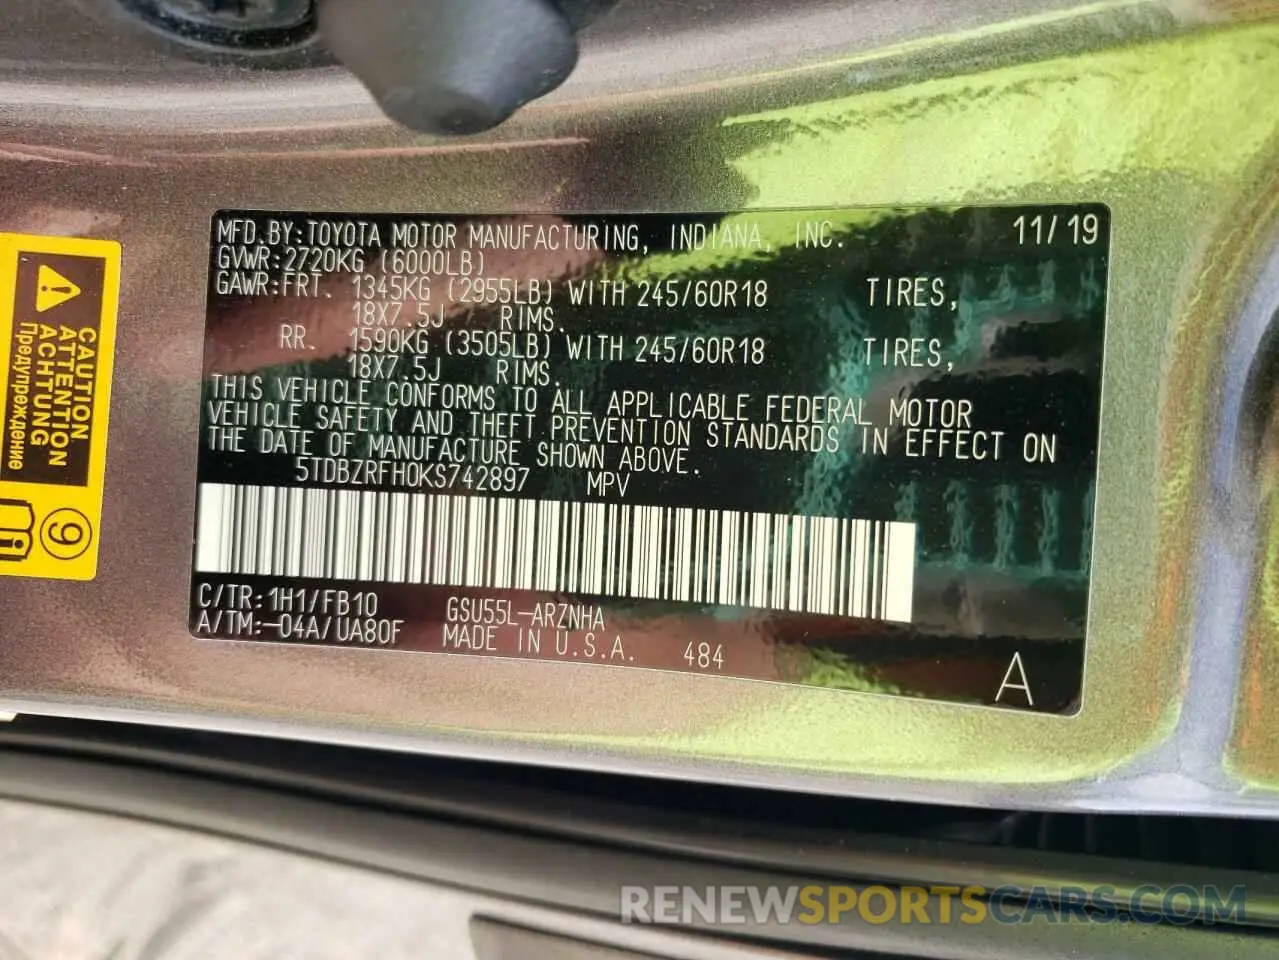 MFD.BY:TOYOTA MOTOR MANUFACTURING, INDIANA, INC. 11/19
GVWR:2720KG (6000LB)
GAWR:FRT. 1345KG (2955LB) WITH 245/60R18 TIRES,
18X7.5J RIMS.
RR. 1590KG (3505LB) WITH 245/60R18 TIRES,
18X7.5J RIMS.
THIS VEHICLE CONFORMS TO ALL APPLICABLE FEDERAL MOTOR
VEHICLE SAFETY AND THEFT PREVENTION STANDARDS IN EFFECT ON
THE DATE OF MANUFACTURE SHOWN ABOVE.
5TDBZRFH0KS742897 MPV
C/TR:1H1/FB10 GSU55L-ARZNHA
A/TM:-04A/UA80F MADE IN U.S.A. 484
A
CAUTION
ATTENTION
ACHTUNG
Предупреждение
9
i
RENEWSPORTSCARS.COM